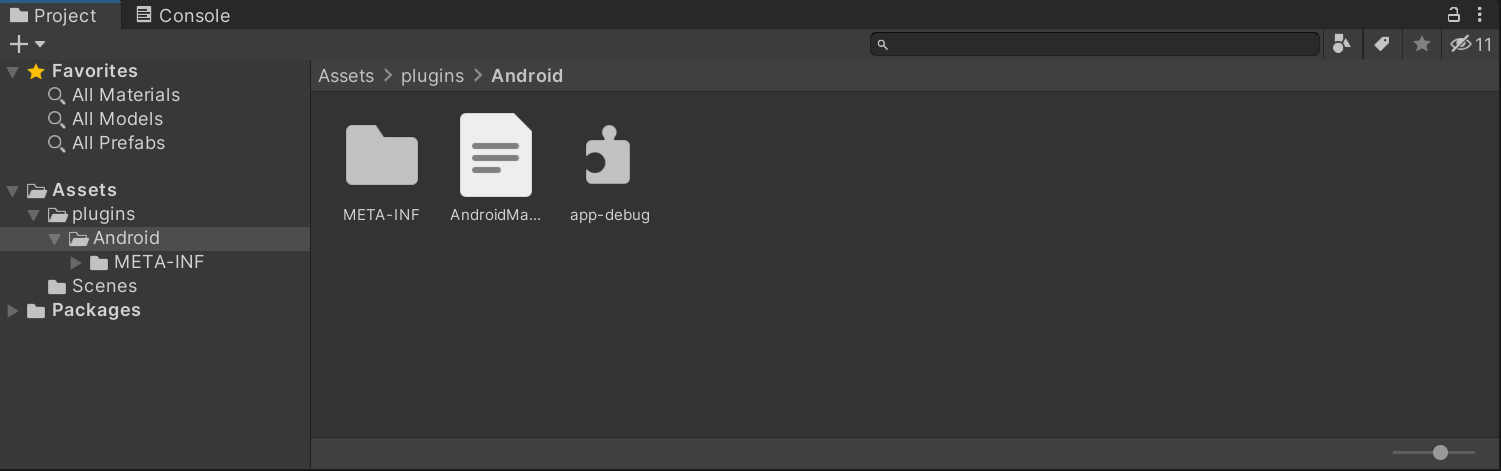 Project
Console
11
Favorites
All Materials
All Models
All Prefabs
Assets
plugins
Android
META-INF
Scenes
Packages
Assets > plugins > Android
META-INF
AndroidMa...
app-debug